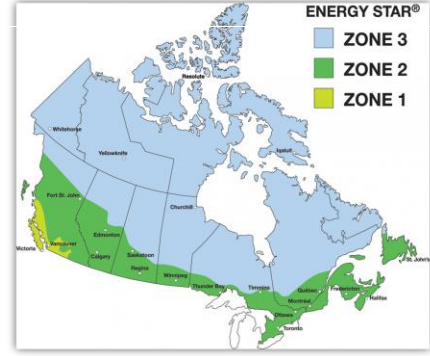 ENERGY STAR®
ZONE 3
ZONE 2
ZONE 1
Resolute
Whitehorse
Yellowknife
Iqaluit
Fort St. John
Churchill
Edmonton
Saskatoon
Calgary
Regina
Winnipeg
Vancouver
Victoria
Thunder Bay
Timmins
Québec
Montréal
Ottawa
Toronto
Fredericton
Halifax
St. John's